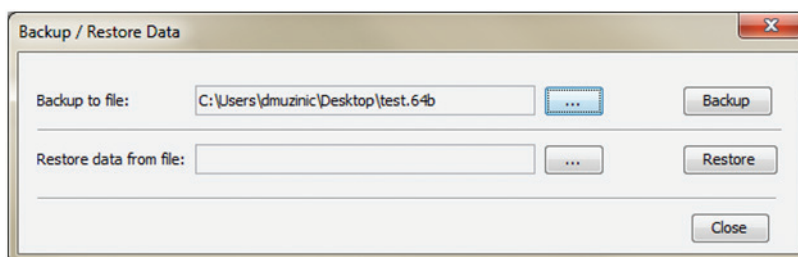 Backup / Restore Data
Backup to file: C:\Users\dmuzinic\Desktop\test.64b ... Backup
Restore data from file: ... Restore
Close